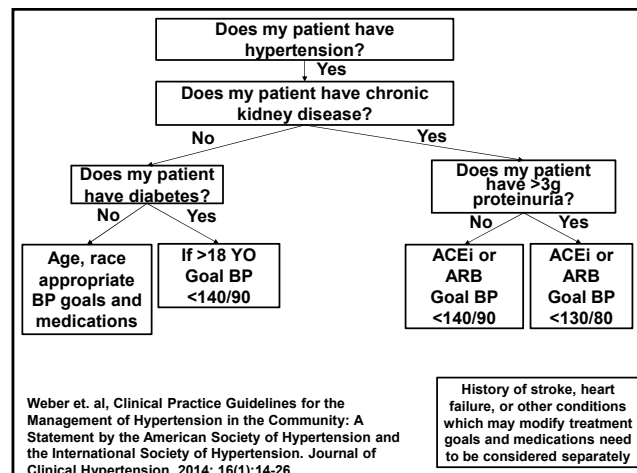 Does my patient have
hypertension?
Yes
Does my patient have chronic
kidney disease?
No
Yes
Does my patient
have diabetes?
Does my patient
have >3g
proteinuria?
No
Yes
No
Yes
Age, race
appropriate
BP goals and
medications
If >18 YO
Goal BP
<140/90
ACEi or
ARB
Goal BP
<140/90
ACEi or
ARB
Goal BP
<130/80
Weber et. al, Clinical Practice Guidelines for the
Management of Hypertension in the Community: A
Statement by the American Society of Hypertension and
the International Society of Hypertension. Journal of
Clinical Hypertension. 2014; 16(1):14-26
History of stroke, heart
failure, or other conditions
which may modify treatment
goals and medications need
to be considered separately